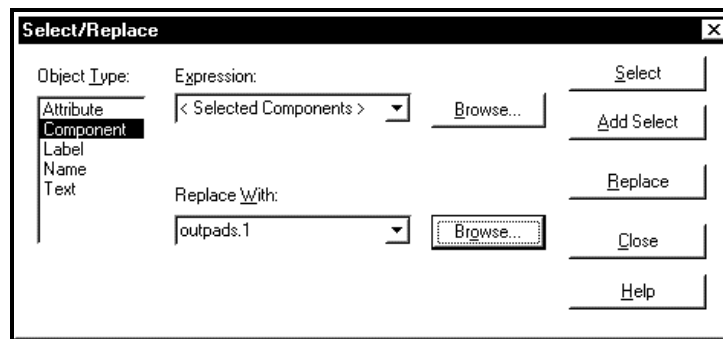 Select/Replace
Object Type:
Attribute
Component
Label
Name
Text
Expression:
< Selected Components >
Browse...
Replace With:
outpads.1
Browse...
Select
Add Select
Replace
Close
Help